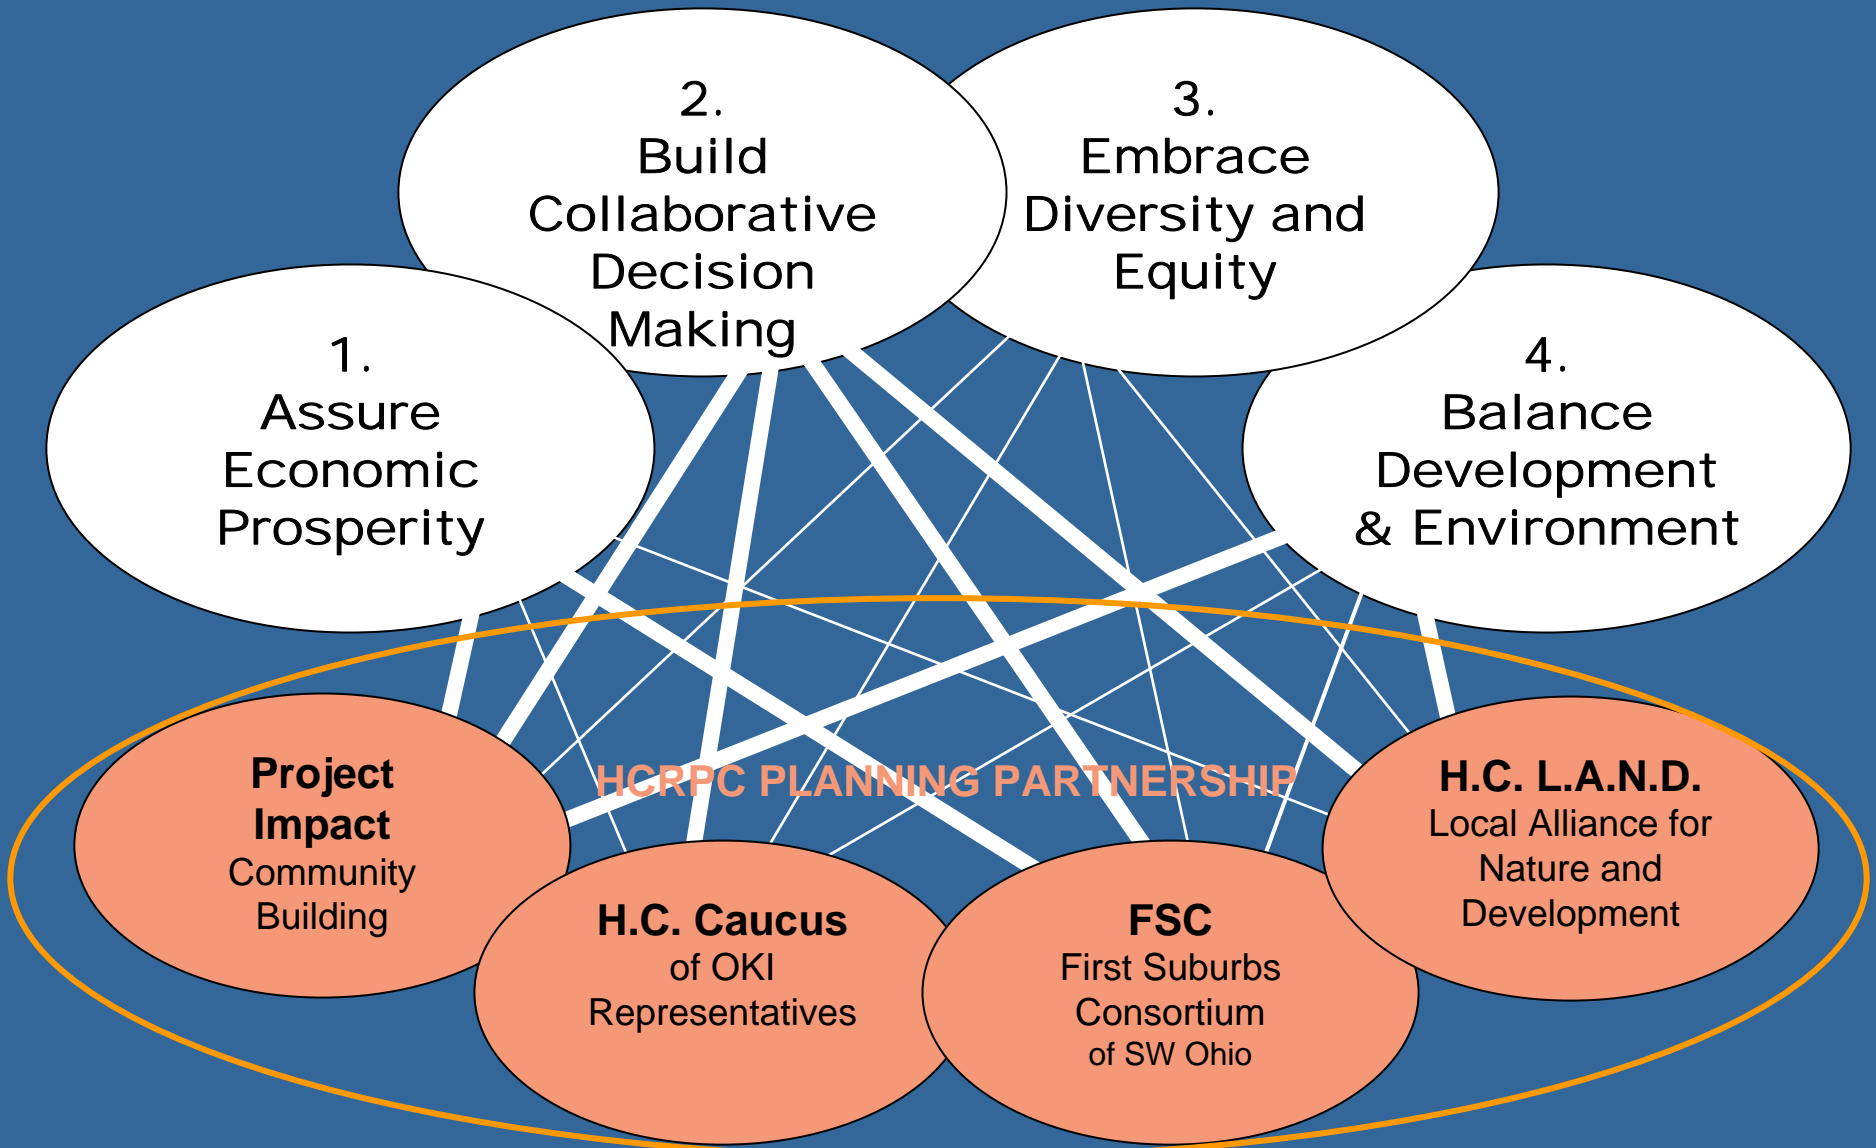 1.
Assure
Economic
Prosperity
2.
Build
Collaborative
Decision
Making
3.
Embrace
Diversity and
Equity
4.
Balance
Development
& Environment
HCRPC PLANNING PARTNERSHIP
Project
Impact
Community
Building
H.C. Caucus
of OKI
Representatives
FSC
First Suburbs
Consortium
of SW Ohio
H.C. L.A.N.D.
Local Alliance for
Nature and
Development